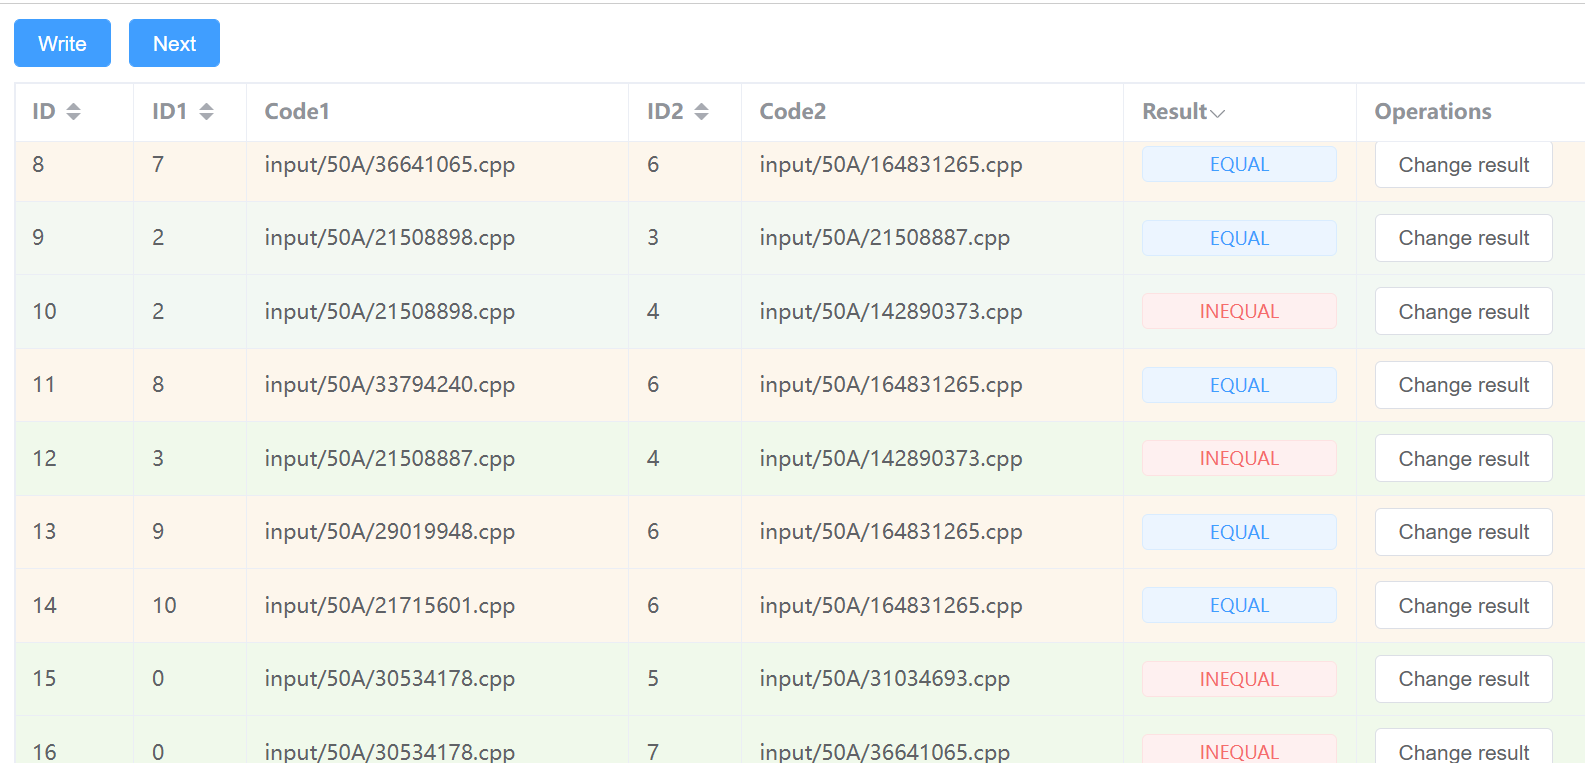 Write Next
ID ID1 Code1 ID2 Code2 Result Operations
8 7 input/50A/36641065.cpp 6 input/50A/164831265.cpp EQUAL Change result
9 2 input/50A/21508898.cpp 3 input/50A/21508887.cpp EQUAL Change result
10 2 input/50A/21508898.cpp 4 input/50A/142890373.cpp INEQUAL Change result
11 8 input/50A/33794240.cpp 6 input/50A/164831265.cpp EQUAL Change result
12 3 input/50A/21508887.cpp 4 input/50A/142890373.cpp INEQUAL Change result
13 9 input/50A/29019948.cpp 6 input/50A/164831265.cpp EQUAL Change result
14 10 input/50A/21715601.cpp 6 input/50A/164831265.cpp EQUAL Change result
15 0 input/50A/30534178.cpp 5 input/50A/31034693.cpp INEQUAL Change result
16 0 input/50A/30534178.cpp 7 input/50A/36641065.cpp INEQUAL Change result